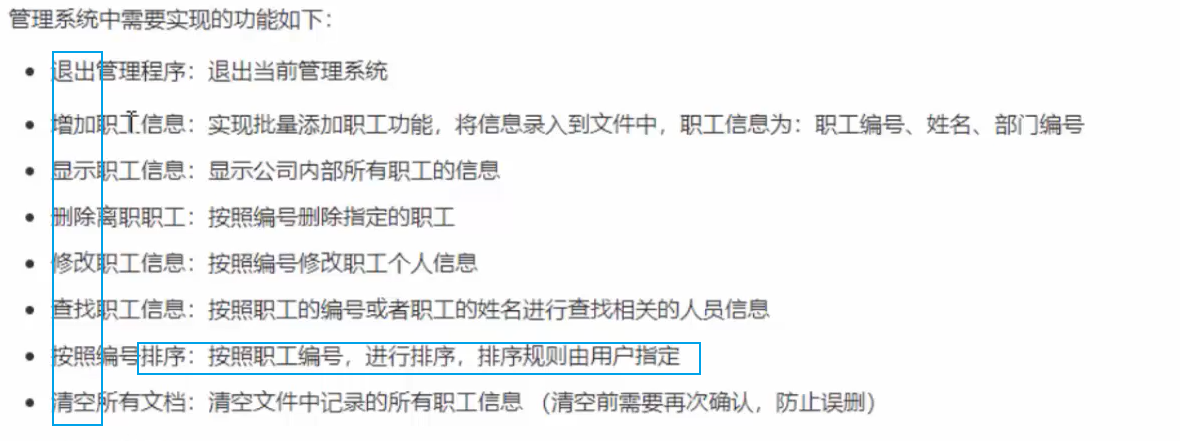 管理系统中需要实现的功能如下：
• 退出管理程序：退出当前管理系统
• 增加职工信息：实现批量添加职工功能，将信息录入到文件中，职工信息为：职工编号、姓名、部门编号
• 显示职工信息：显示公司内部所有职工的信息
• 删除离职职工：按照编号删除指定的职工
• 修改职工信息：按照编号修改职工个人信息
• 查找职工信息：按照职工的编号或者职工的姓名进行查找相关的人员信息
• 按照编号排序：按照职工编号，进行排序，排序规则由用户指定
• 清空所有文档：清空文件中记录的所有职工信息 （清空前需要再次确认，防止误删）